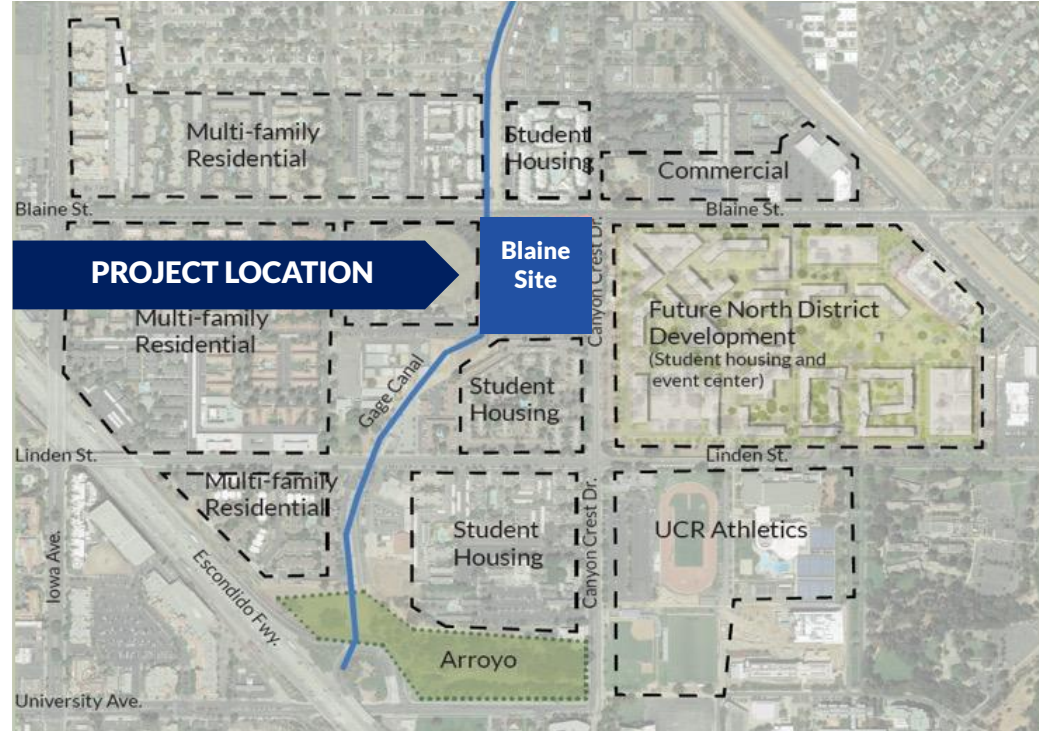 Multi-family
Residential
Student
Housing
Commercial
Blaine St.
Blaine St.
PROJECT LOCATION
Blaine
Site
Canyon Crest Dr.
Multi-family
Residential
Future North District
Development
(Student housing and
event center)
Gage Canal
Student
Housing
Linden St.
Linden St.
Multi-family
Residential
Student
Housing
UCR Athletics
Iowa Ave.
Escondido Fwy.
Canyon Crest Dr.
Arroyo
University Ave.